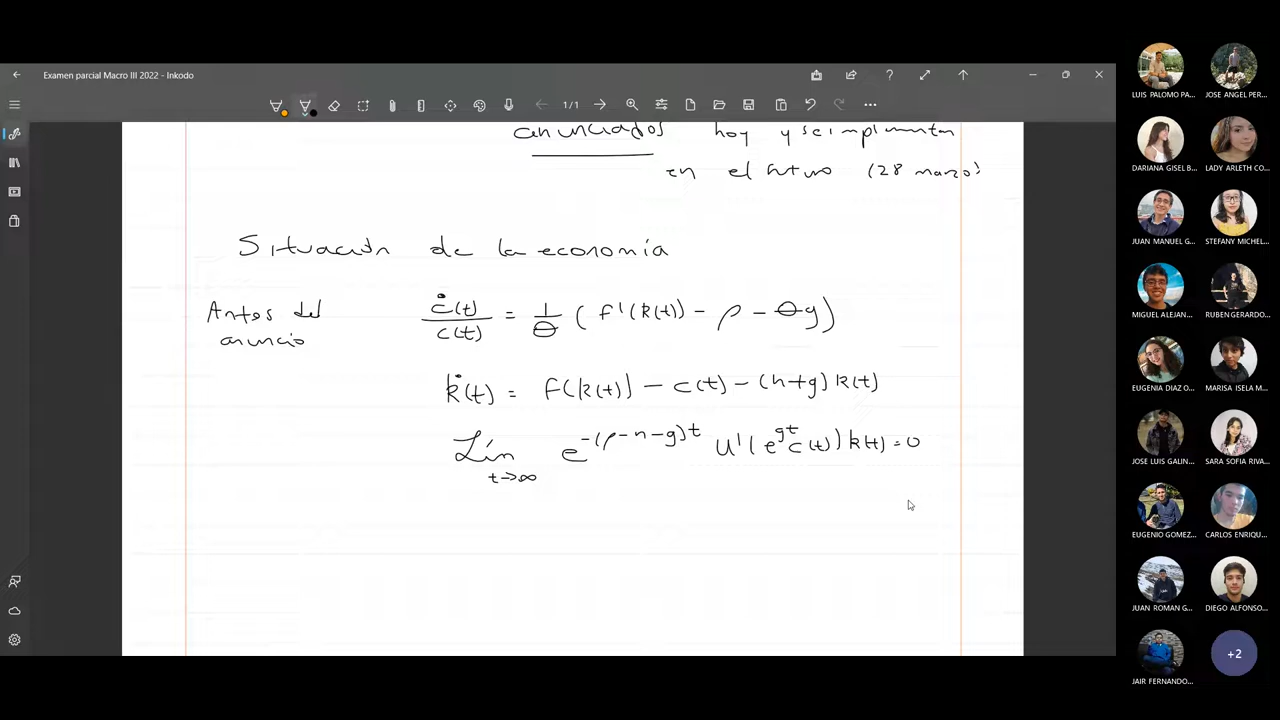 Examen parcial Macro III 2022 - Inkodo
1/1
anunciados hoy y se implementan
en el futuro (28 marzo)
Situación de la economía
Antes del anuncio
ċ(t)/c(t) = 1/θ (f'(k(t)) - ρ - θg)
k̇(t) = f(k(t)) - c(t) - (n+g) k(t)
Lím t→∞ e^-(ρ-n-g)t u'(e^gt c(t)) k(t) = 0
LUIS PALOMO PA...
JOSE ANGEL PER...
DARIANA GISEL B...
LADY ARLETH CO...
JUAN MANUEL G...
STEFANY MICHEL...
MIGUEL ALEJAN...
RUBEN GERARDO...
EUGENIA DIAZ O...
MARISA ISELA M...
JOSE LUIS GALIN...
SARA SOFIA RIVA...
EUGENIO GOMEZ...
CARLOS ENRIQU...
JUAN ROMAN G...
DIEGO ALFONSO...
JAIR FERNANDO...
+2